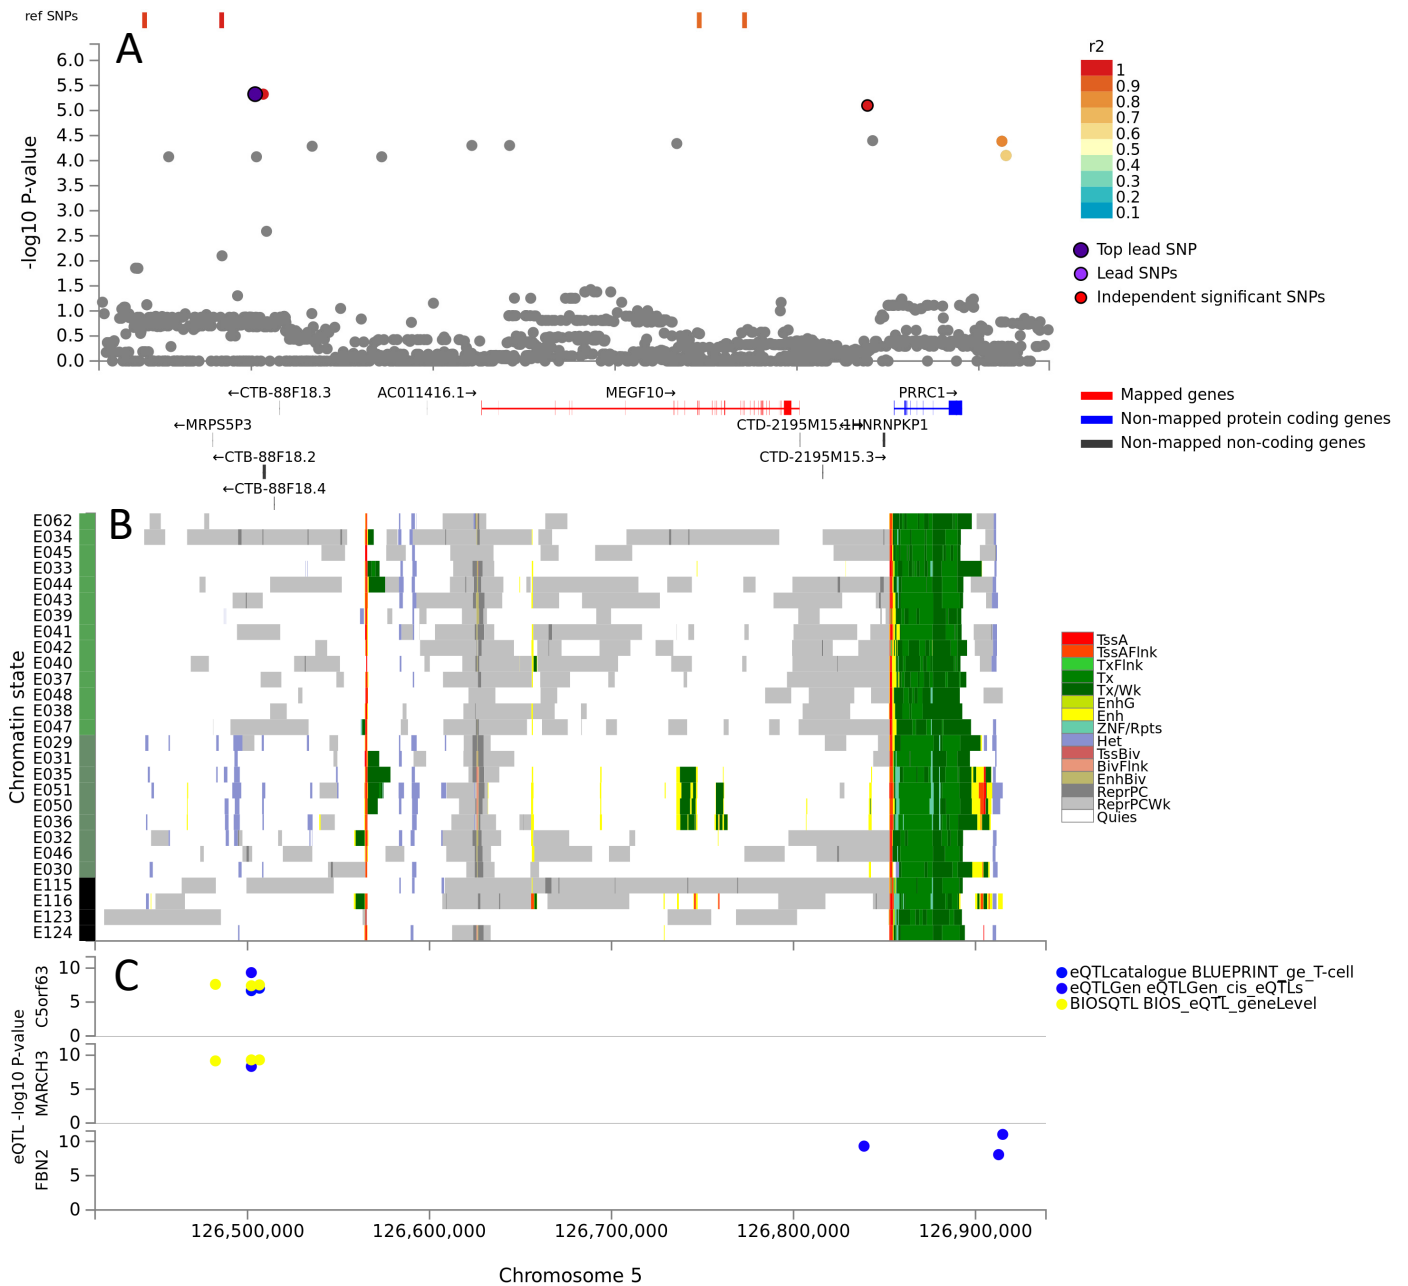 ref SNPs
A
-log10 P-value
6.0
5.5
5.0
4.5
4.0
3.5
3.0
2.5
2.0
1.5
1.0
0.5
0.0
r2
1
0.9
0.8
0.7
0.6
0.5
0.4
0.3
0.2
0.1
Top lead SNP
Lead SNPs
Independent significant SNPs
←CTB-88F18.3
AC011416.1→
MEGF10→
PRRC1→
←MRPS5P3
CTD-2195M15.1→
←HNRNPKP1
←CTB-88F18.2
CTD-2195M15.3→
←CTB-88F18.4
Mapped genes
Non-mapped protein coding genes
Non-mapped non-coding genes
B
Chromatin state
E062
E034
E045
E033
E044
E043
E039
E041
E042
E040
E037
E048
E038
E047
E029
E031
E035
E051
E050
E036
E032
E046
E030
E115
E116
E123
E124
TssA
TssAFlnk
TxFlnk
Tx
Tx/Wk
EnhG
Enh
ZNF/Rpts
Het
TssBiv
BivFlnk
EnhBiv
ReprPC
ReprPCWk
Quies
C
eQTL -log10 P-value
C5orf63
10
5
0
MARCH3
10
5
0
FBN2
10
5
0
eQTLcatalogue BLUEPRINT_ge_T-cell
eQTLGen eQTLGen_cis_eQTLs
BIOSQTL BIOS_eQTL_geneLevel
126,500,000
126,600,000
126,700,000
126,800,000
126,900,000
Chromosome 5